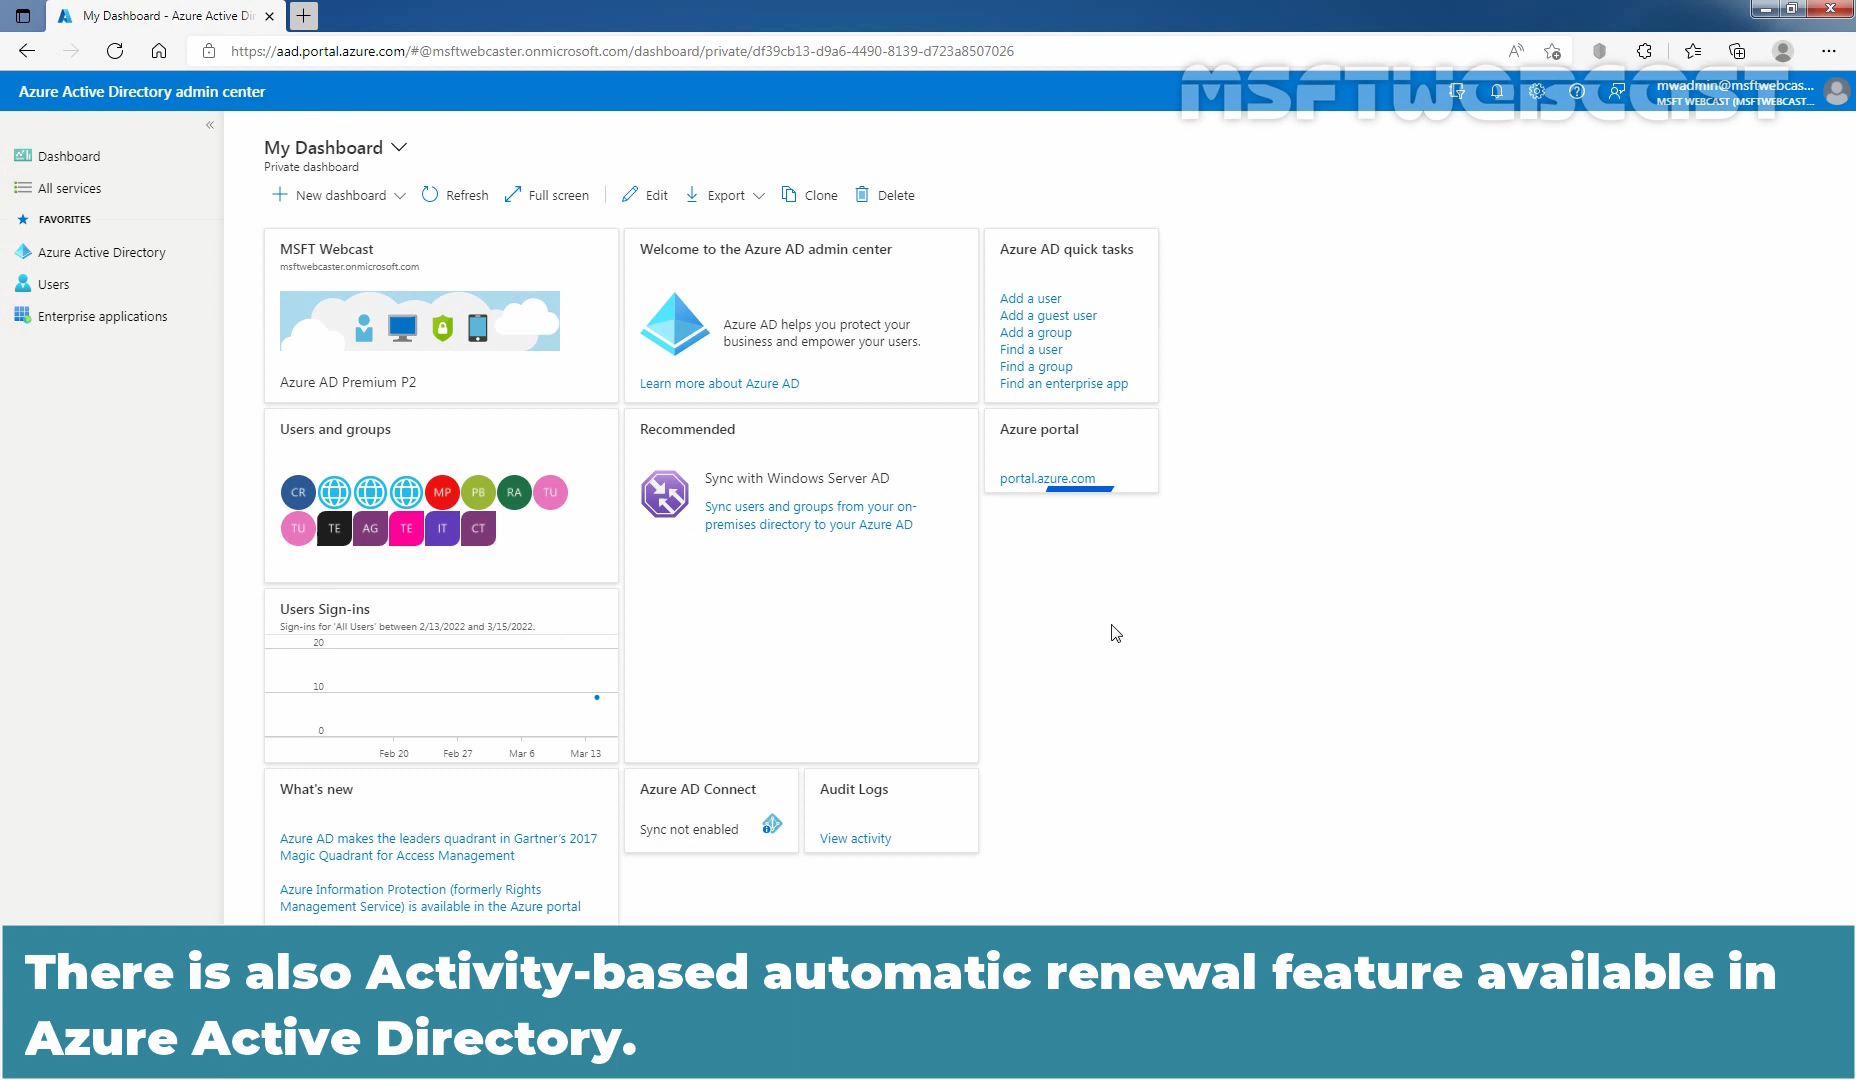 My Dashboard - Azure Active Di
https://aad.portal.azure.com/#@msftwebcaster.onmicrosoft.com/dashboard/private/df39cb13-d9a6-4490-8139-d723a8507026
MSFTWEBCAST
Azure Active Directory admin center
mwadmin@msftwebcas...
MSFT WEBCAST (MSFTWEBCAST...
Dashboard
All services
FAVORITES
Azure Active Directory
Users
Enterprise applications
My Dashboard
Private dashboard
New dashboard Refresh Full screen Edit Export Clone Delete
MSFT Webcast
msftwebcaster.onmicrosoft.com
Azure AD Premium P2
Welcome to the Azure AD admin center
Azure AD helps you protect your
business and empower your users.
Learn more about Azure AD
Azure AD quick tasks
Add a user
Add a guest user
Add a group
Find a user
Find a group
Find an enterprise app
Users and groups
CR MP PB RA TU
TU TE AG TE IT CT
Recommended
Sync with Windows Server AD
Sync users and groups from your on-
premises directory to your Azure AD
Azure portal
portal.azure.com
Users Sign-ins
Sign-ins for 'All Users' between 2/13/2022 and 3/15/2022.
20
10
0
Feb 20 Feb 27 Mar 6 Mar 13
What's new
Azure AD makes the leaders quadrant in Gartner's 2017
Magic Quadrant for Access Management
Azure Information Protection (formerly Rights
Management Service) is available in the Azure portal
Azure AD Connect
Sync not enabled
Audit Logs
View activity
There is also Activity-based automatic renewal feature available in
Azure Active Directory.